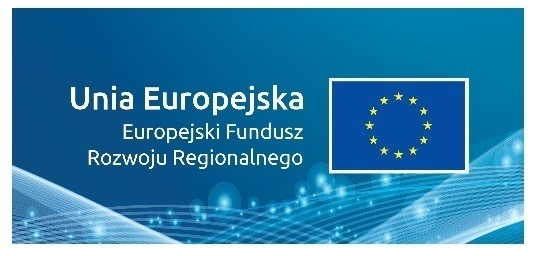 Unia Europejska
Europejski Fundusz
Rozwoju Regionalnego